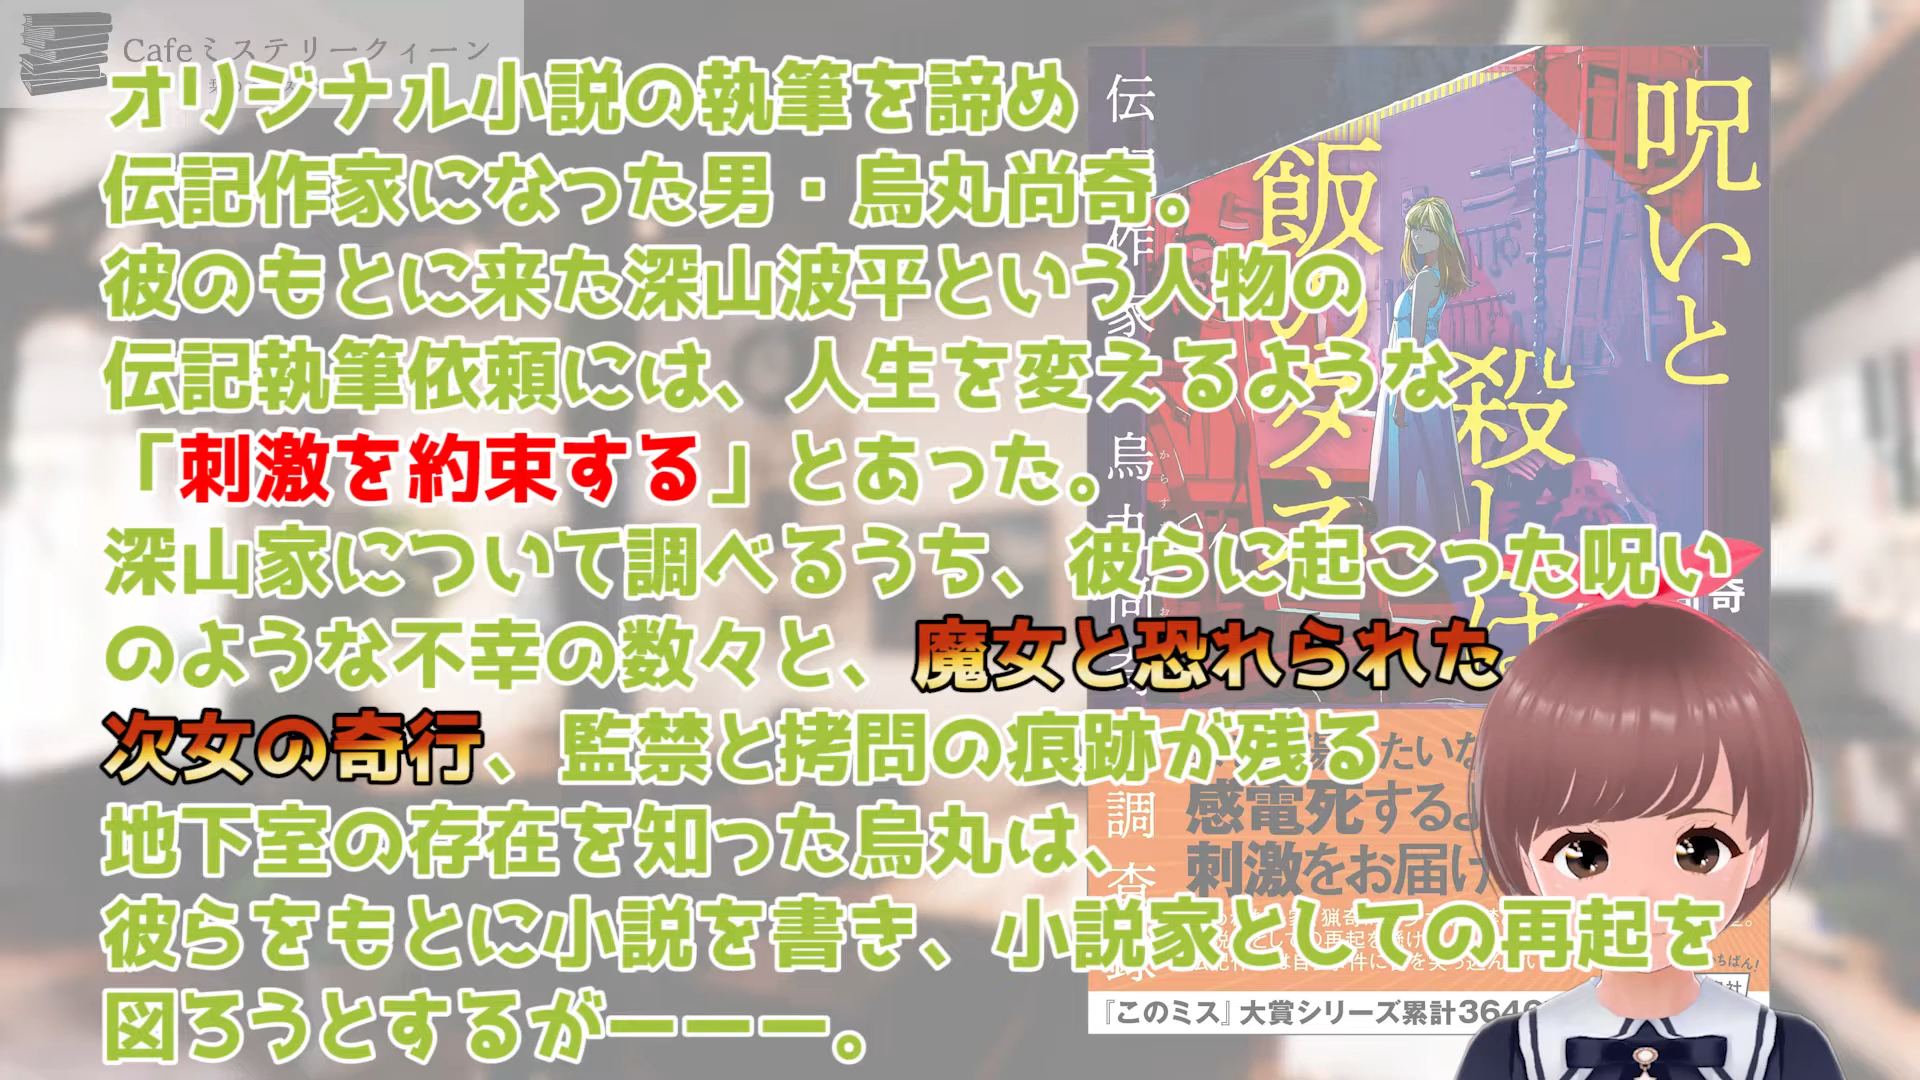 Cafeミステリークィーン
オリジナル小説の執筆を諦め
伝記作家になった男・烏丸尚奇。
彼のもとに来た深山波平という人物の
伝記執筆依頼には、人生を変えるような
「刺激を約束する」とあった。
深山家について調べるうち、彼らに起こった呪い
のような不幸の数々と、魔女と恐れられた
次女の奇行、監禁と拷問の痕跡が残る
地下室の存在を知った烏丸は、
彼らをもとに小説を書き、小説家としての再起を
図ろうとするがーーー。
呪いと
殺しは
飯のタネ
感電死するよ
刺激をお届け
『このミス』大賞シリーズ累計364